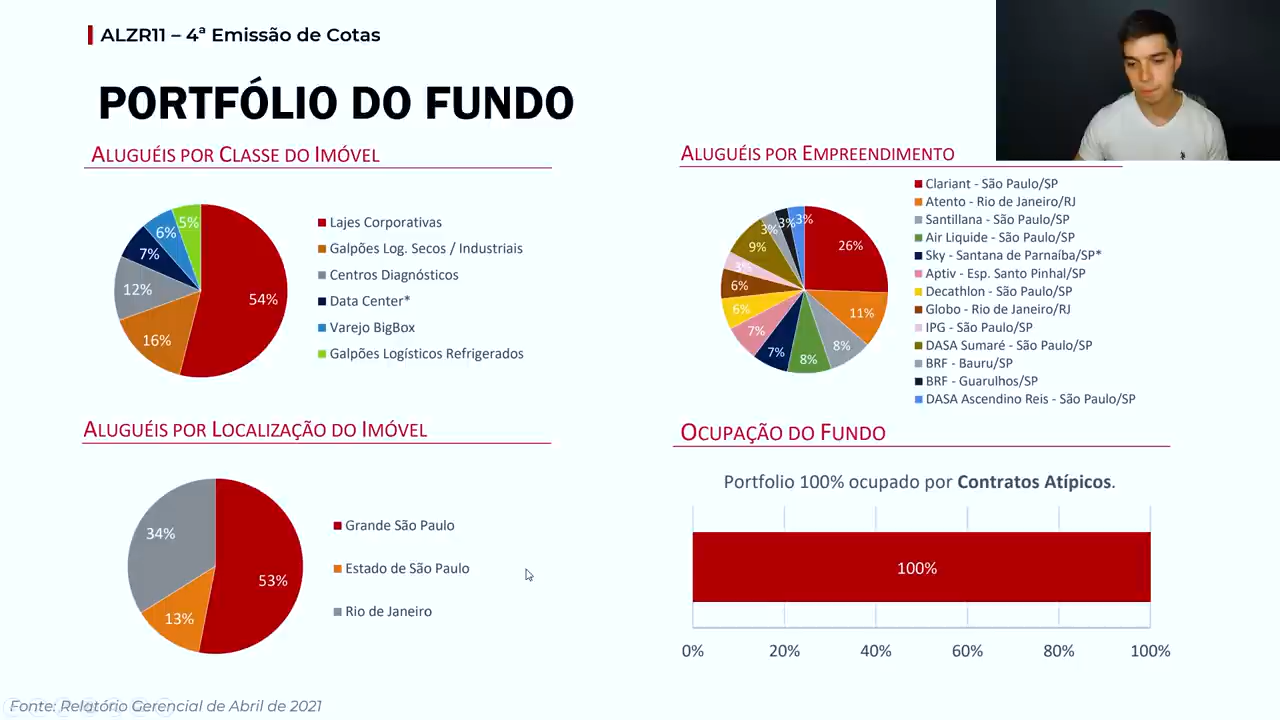 ALZR11 – 4ª Emissão de Cotas
PORTFÓLIO DO FUNDO
ALUGUÉIS POR CLASSE DO IMÓVEL
54%
16%
12%
7%
6%
5%
Lajes Corporativas
Galpões Log. Secos / Industriais
Centros Diagnósticos
Data Center*
Varejo BigBox
Galpões Logísticos Refrigerados
ALUGUÉIS POR EMPREENDIMENTO
26%
11%
8%
8%
7%
7%
6%
6%
3%
9%
3%
3%
3%
Clariant - São Paulo/SP
Atento - Rio de Janeiro/RJ
Santillana - São Paulo/SP
Air Liquide - São Paulo/SP
Sky - Santana de Parnaíba/SP*
Aptiv - Esp. Santo Pinhal/SP
Decathlon - São Paulo/SP
Globo - Rio de Janeiro/RJ
IPG - São Paulo/SP
DASA Sumaré - São Paulo/SP
BRF - Bauru/SP
BRF - Guarulhos/SP
DASA Ascendino Reis - São Paulo/SP
ALUGUÉIS POR LOCALIZAÇÃO DO IMÓVEL
34%
53%
13%
Grande São Paulo
Estado de São Paulo
Rio de Janeiro
OCUPAÇÃO DO FUNDO
Portfolio 100% ocupado por Contratos Atípicos.
100%
0% 20% 40% 60% 80% 100%
Fonte: Relatório Gerencial de Abril de 2021